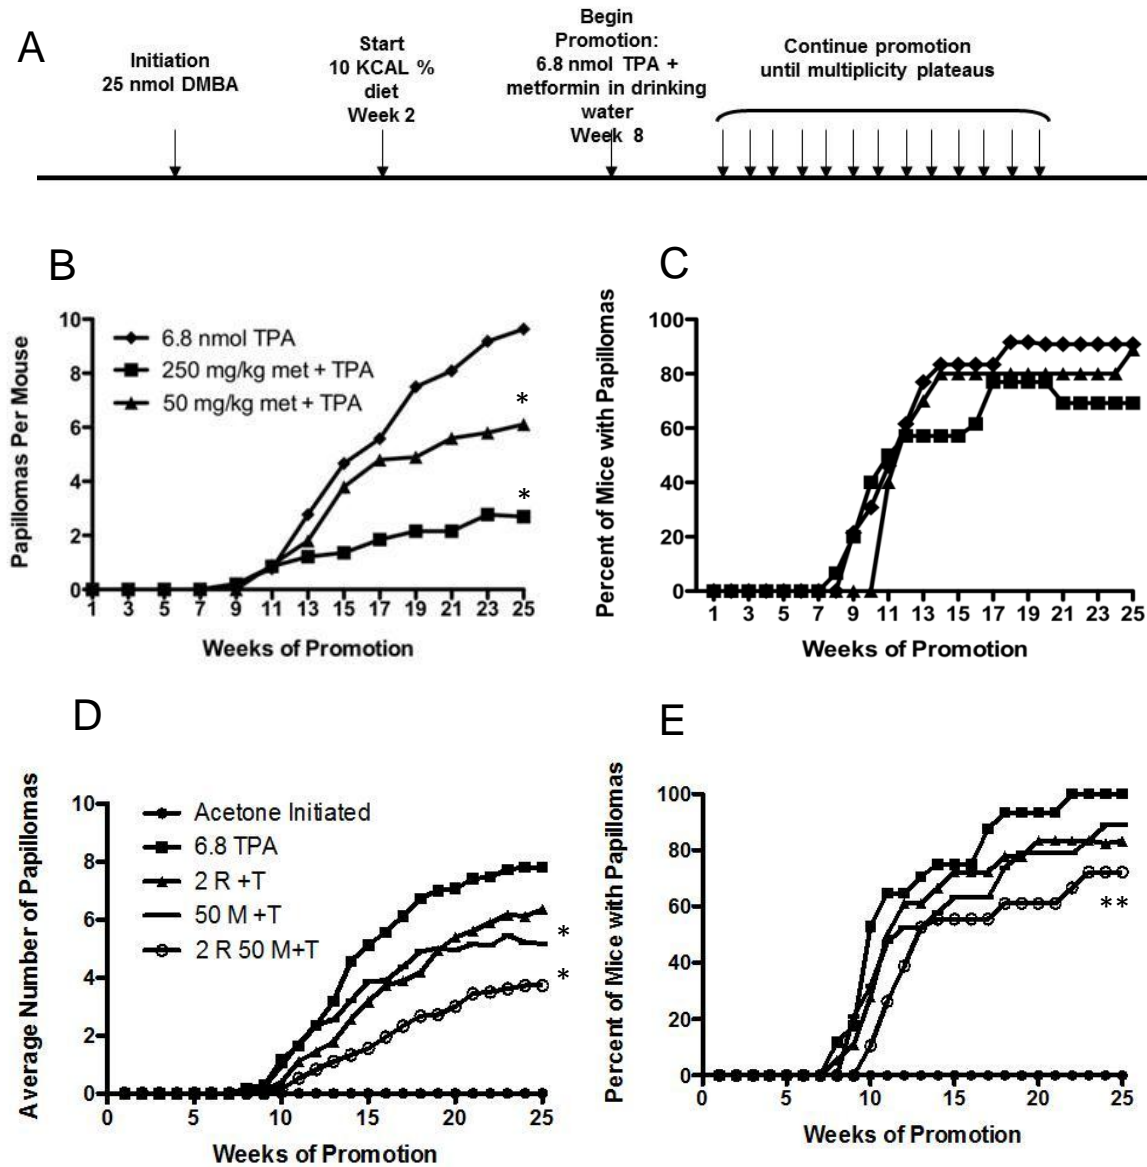 A
Initiation
25 nmol DMBA
Start
10 KCAL %
diet
Week 2
Begin
Promotion:
6.8 nmol TPA +
metformin in drinking
water
Week 8
Continue promotion
until multiplicity plateaus
B
Papillomas Per Mouse
10
8
6
4
2
0
6.8 nmol TPA
250 mg/kg met + TPA
50 mg/kg met + TPA
*
*
1 3 5 7 9 11 13 15 17 19 21 23 25
Weeks of Promotion
C
Percent of Mice with Papillomas
100
80
60
40
20
0
1 3 5 7 9 11 13 15 17 19 21 23 25
Weeks of Promotion
D
Average Number of Papillomas
10
8
6
4
2
0
Acetone Initiated
6.8 TPA
2 R +T
50 M +T
2 R 50 M+T
*
*
0 5 10 15 20 25
Weeks of Promotion
E
Percent of Mice with Papillomas
100
80
60
40
20
0
**
0 5 10 15 20 25
Weeks of Promotion